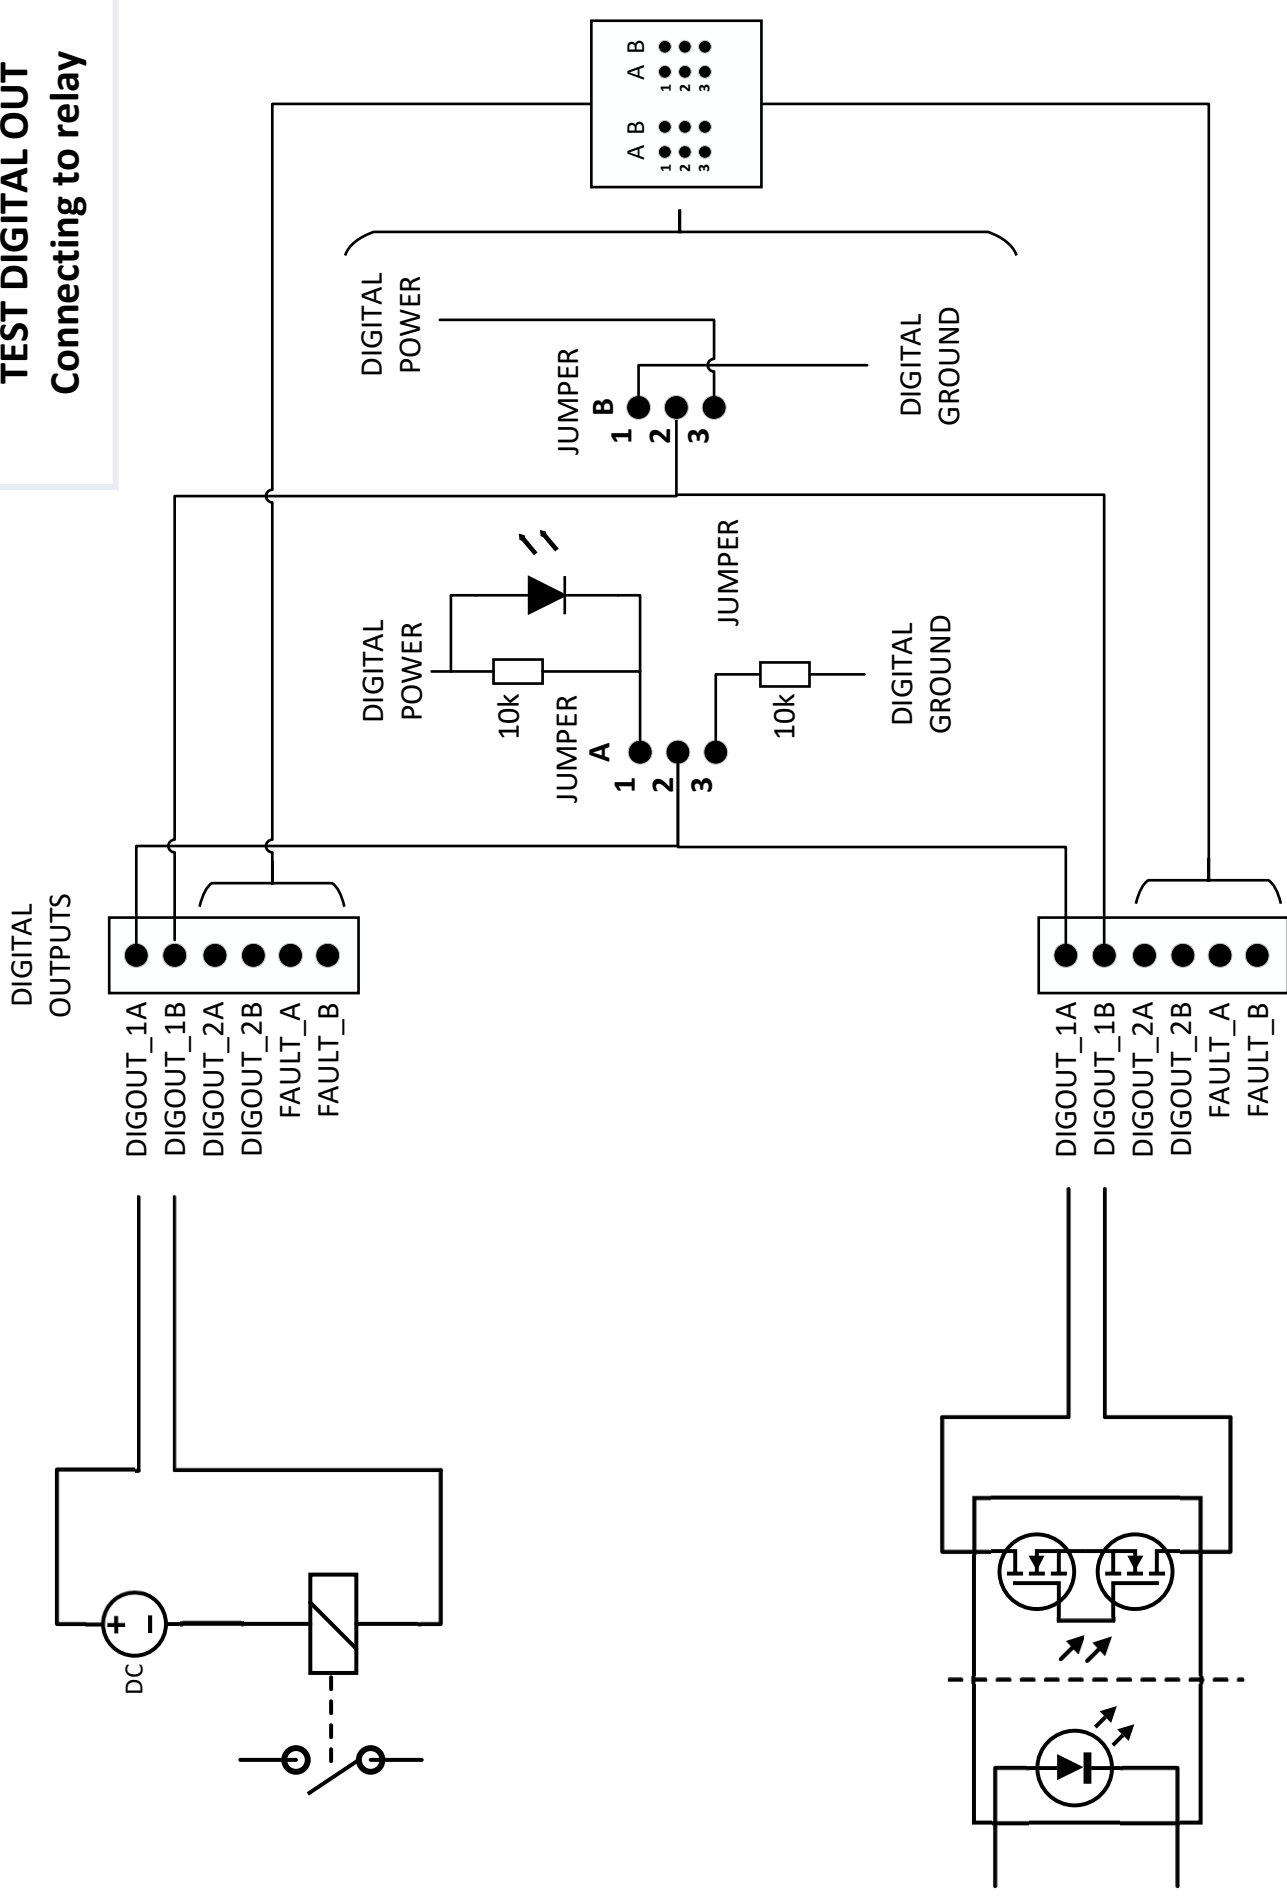 TEST DIGITAL OUT
Connecting to relay
A B
A B
1
2
3
1
2
3
DIGITAL
POWER
JUMPER
B
1
2
3
DIGITAL
GROUND
DIGITAL
POWER
10k
JUMPER
A
1
2
3
JUMPER
10k
DIGITAL
GROUND
DIGITAL
OUTPUTS
DIGOUT_1A
DIGOUT_1B
DIGOUT_2A
DIGOUT_2B
FAULT_A
FAULT_B
DIGOUT_1A
DIGOUT_1B
DIGOUT_2A
DIGOUT_2B
FAULT_A
FAULT_B
DC
+
−